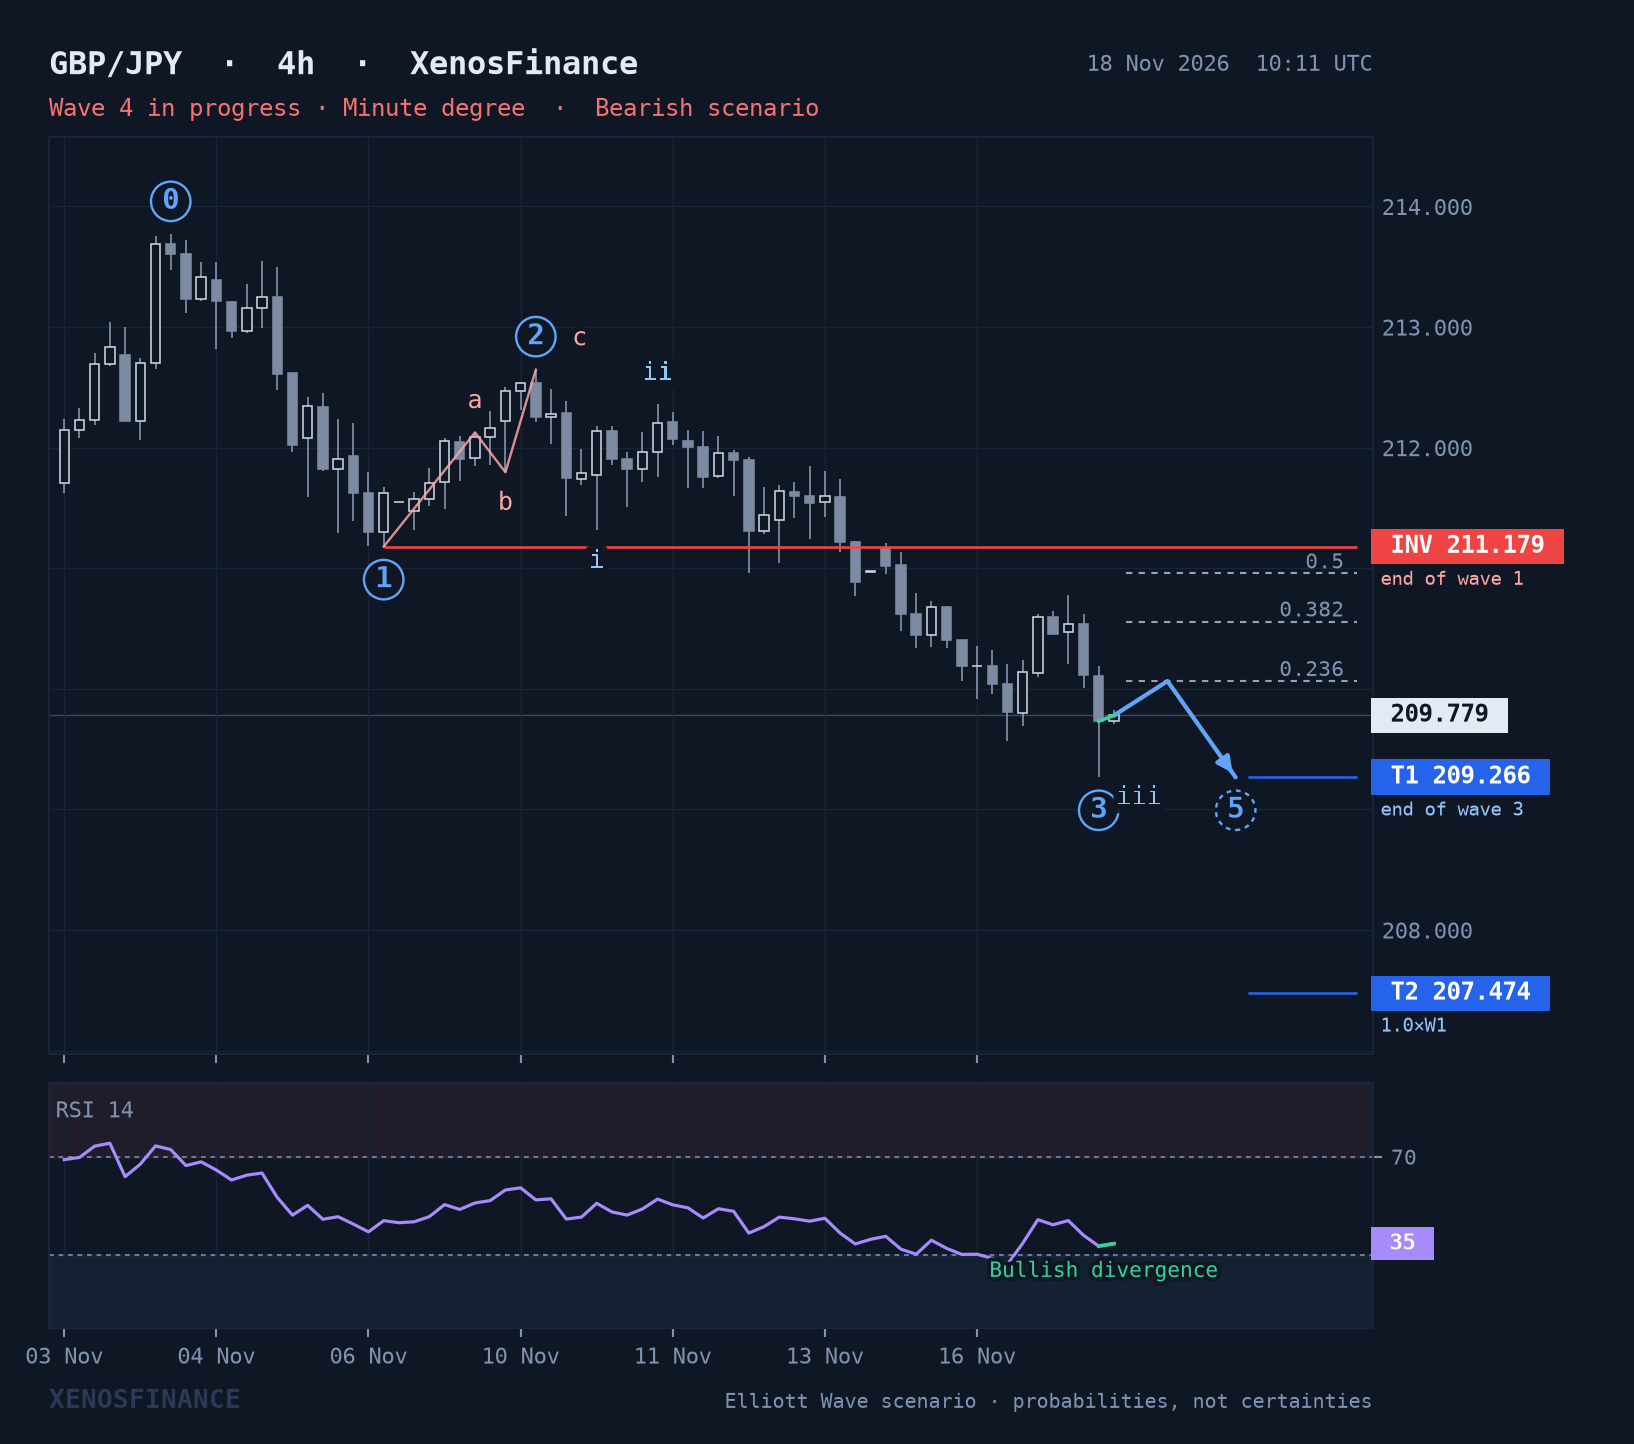 GBP/JPY · 4h · XenosFinance
18 Nov 2026 10:11 UTC
Wave 4 in progress · Minute degree · Bearish scenario
0
214.000
213.000
2
c
ii
a
212.000
b
INV 211.179
i
0.5
1
end of wave 1
0.382
0.236
209.779
T1 209.266
iii
3
5
end of wave 3
208.000
T2 207.474
1.0×W1
RSI 14
70
35
Bullish divergence
03 Nov
04 Nov
06 Nov
10 Nov
11 Nov
13 Nov
16 Nov
XENOSFINANCE
Elliott Wave scenario · probabilities, not certainties